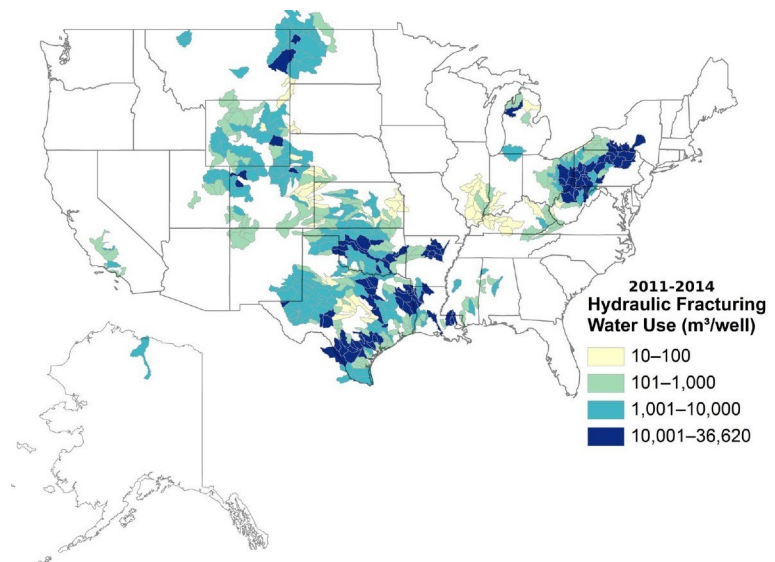 2011-2014
Hydraulic Fracturing
Water Use (m³/well)
10–100
101–1,000
1,001–10,000
10,001–36,620